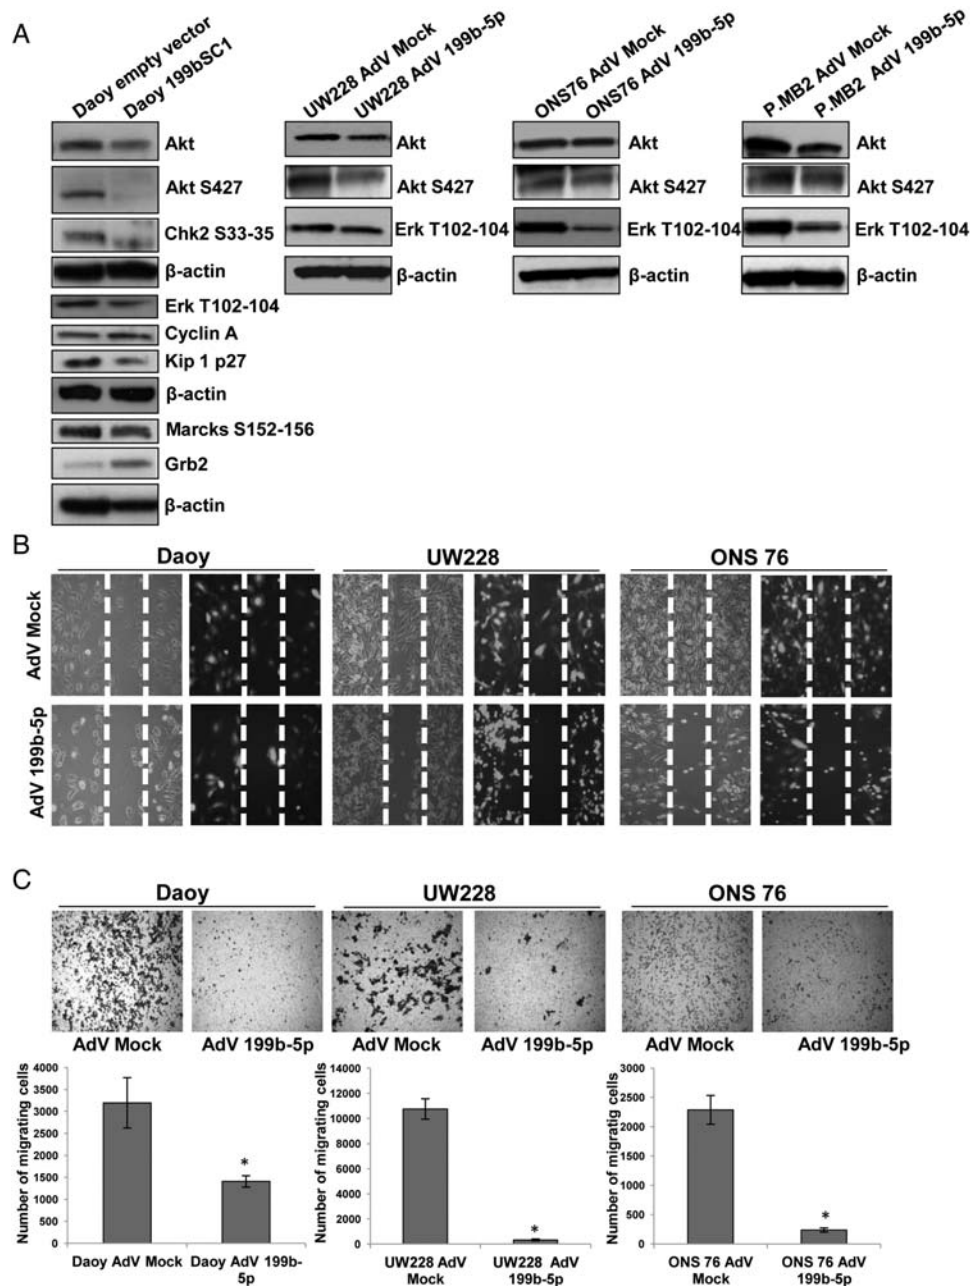 A
Daoy empty vector
Daoy 199bSC1
Akt
Akt S427
Chk2 S33-35
β-actin
Erk T102-104
Cyclin A
Kip 1 p27
β-actin
Marcks S152-156
Grb2
β-actin
UW228 AdV Mock
UW228 AdV 199b-5p
Akt
Akt S427
Erk T102-104
β-actin
ONS76 AdV Mock
ONS76 AdV 199b-5p
Akt
Akt S427
Erk T102-104
β-actin
P.MB2 AdV Mock
P.MB2 AdV 199b-5p
Akt
Akt S427
Erk T102-104
β-actin
B
Daoy
UW228
ONS 76
AdV Mock
AdV 199b-5p
C
Daoy
UW228
ONS 76
AdV Mock
AdV 199b-5p
AdV Mock
AdV 199b-5p
AdV Mock
AdV 199b-5p
Number of migrating cells
4000
3500
3000
2500
2000
1500
1000
500
0
*
Daoy AdV Mock
Daoy AdV 199b-
5p
Number of migrating cells
14000
12000
10000
8000
6000
4000
2000
0
*
UW228 AdV
Mock
UW228 AdV
199b-5p
Number of migratig cells
3000
2500
2000
1500
1000
500
0
*
ONS 76 AdV
Mock
ONS 76 AdV
199b-5p